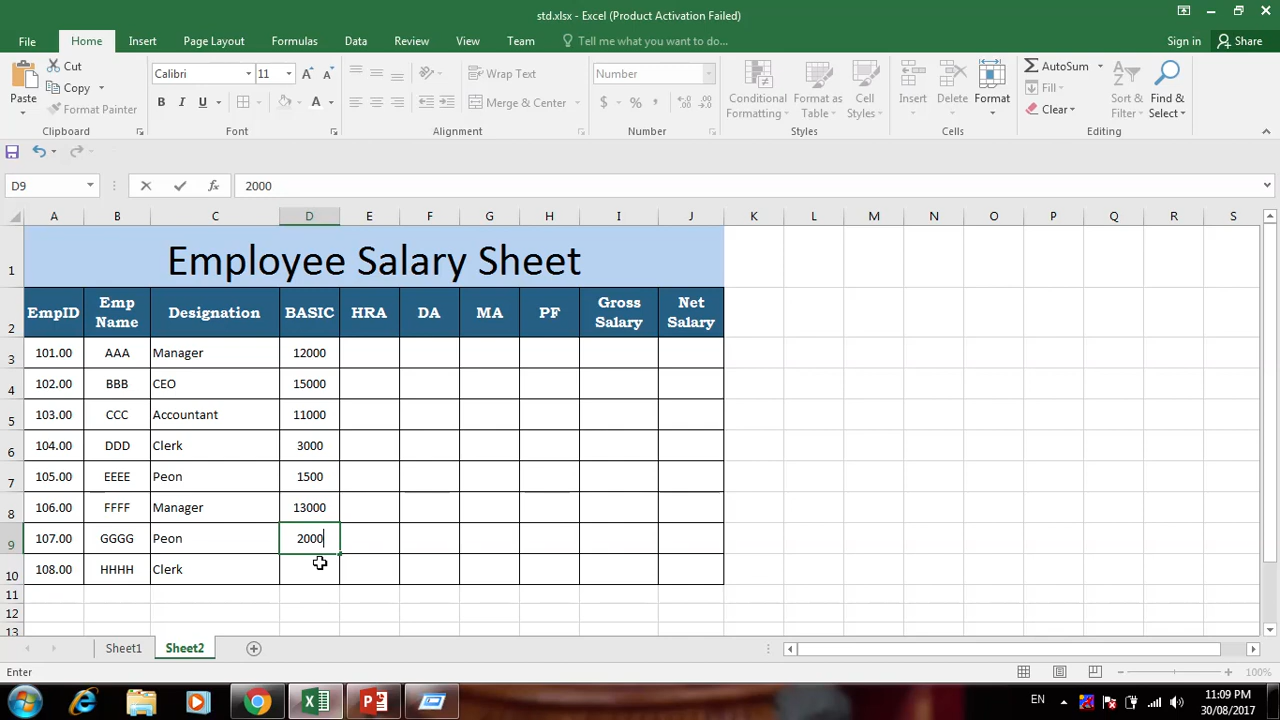 std.xlsx - Excel (Product Activation Failed)
File Home Insert Page Layout Formulas Data Review View Team Tell me what you want to do... Sign in Share
Paste
Cut
Copy
Format Painter
Clipboard
Calibri 11
B I U
Font
Wrap Text
Merge & Center
Alignment
Number
$ % ,
Number
Conditional Formatting
Format as Table
Cell Styles
Styles
Insert
Delete
Format
Cells
AutoSum
Fill
Clear
Sort & Filter
Find & Select
Editing
D9 fx 2000
A B C D E F G H I J K L M N O P Q R S
1 Employee Salary Sheet
2 EmpID Emp Name Designation BASIC HRA DA MA PF Gross Salary Net Salary
3 101.00 AAA Manager 12000
4 102.00 BBB CEO 15000
5 103.00 CCC Accountant 11000
6 104.00 DDD Clerk 3000
7 105.00 EEEE Peon 1500
8 106.00 FFFF Manager 13000
9 107.00 GGGG Peon 2000
10 108.00 HHHH Clerk
11
12
13
Sheet1 Sheet2
Enter 100%
EN 11:09 PM
30/08/2017